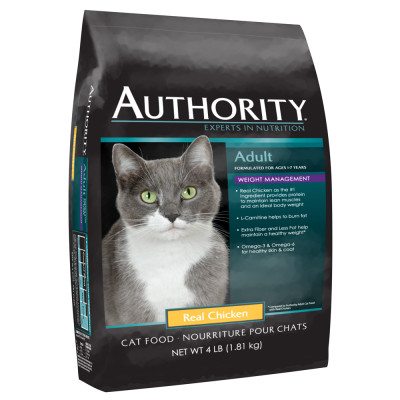 AUTHORITY
EXPERTS IN NUTRITION
Adult
FORMULATED FOR AGES 1-7 YEARS
WEIGHT MANAGEMENT
• Real Chicken as the #1
ingredient provides protein
to maintain lean muscles
and an ideal body weight
• L-Carnitine helps to burn fat
• Extra Fiber and Less Fat help
maintain a healthy weight*
• Omega-3 & Omega-6
for healthy skin & coat
Real Chicken
CAT FOOD • NOURRITURE POUR CHATS
NET WT 4 LB (1.81 kg)
AUTHORITY
Adult